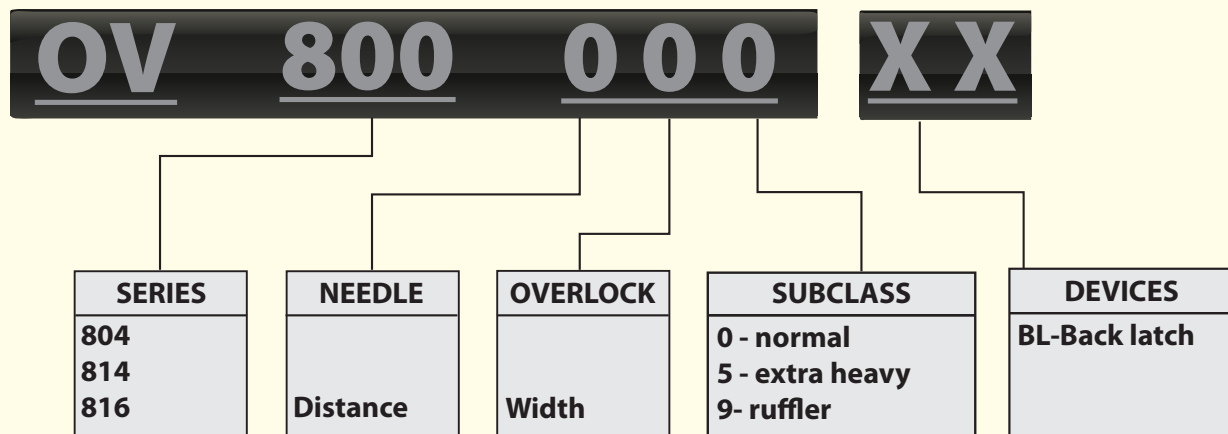 OV 800 0 0 0 X X
SERIES NEEDLE OVERLOCK SUBCLASS DEVICES
804 0 - normal BL-Back latch
814 5 - extra heavy
816 Distance Width 9- ruffler